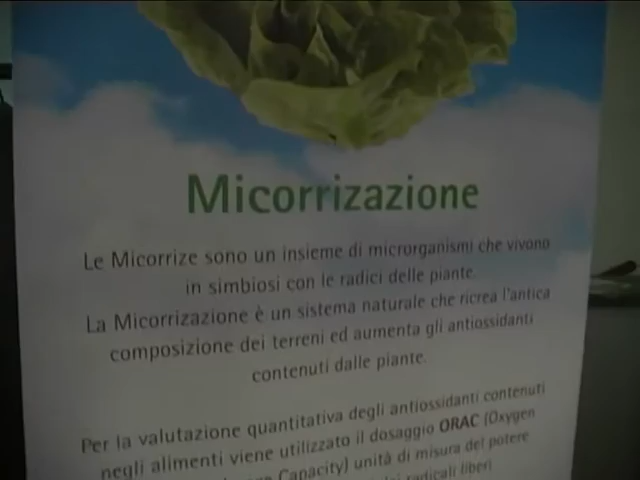 Micorrizazione
Le Micorrize sono un insieme di microrganismi che vivono
in simbiosi con le radici delle piante.
La Micorrizazione è un sistema naturale che ricrea l'antica
composizione dei terreni ed aumenta gli antiossidanti
contenuti dalle piante.
Per la valutazione quantitativa degli antiossidanti contenuti
negli alimenti viene utilizzato il dosaggio ORAC (Oxygen
Capacity) unità di misura del potere
radicali liberi